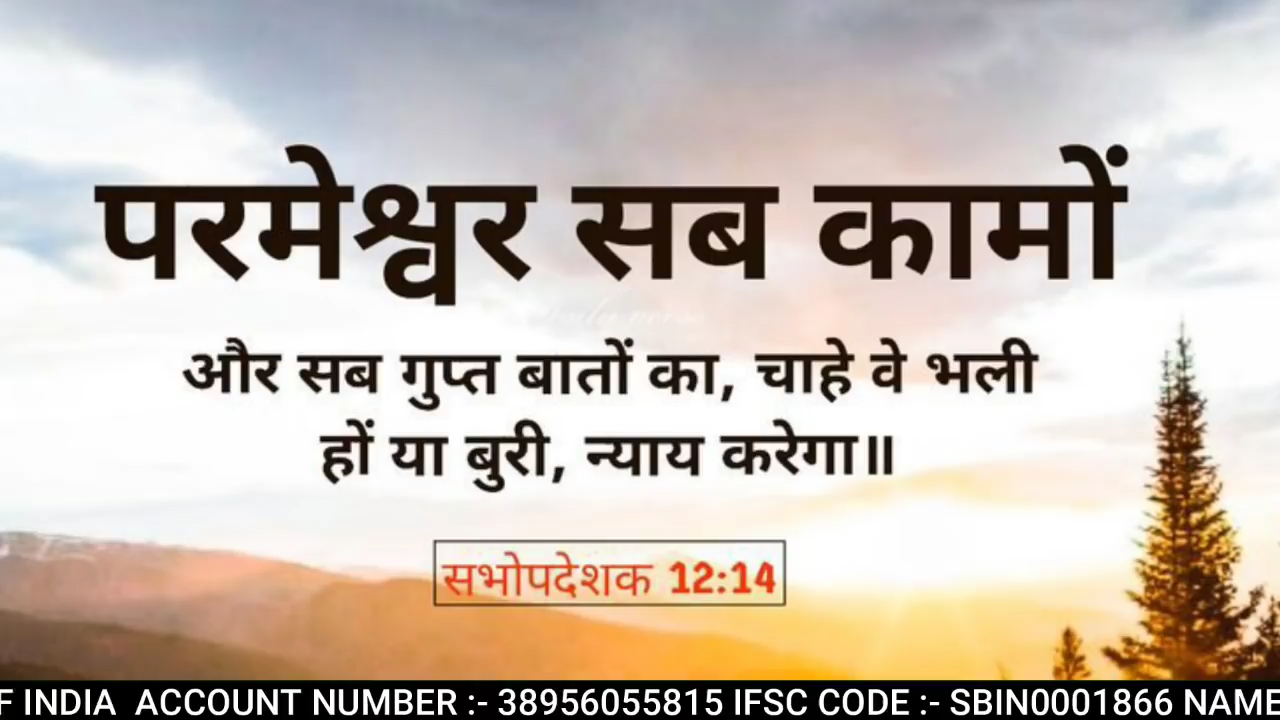 परमेश्वर सब कामों
और सब गुप्त बातों का, चाहे वे भली
हों या बुरी, न्याय करेगा॥
सभोपदेशक 12:14
F INDIA ACCOUNT NUMBER :- 38956055815 IFSC CODE :- SBIN0001866 NAME